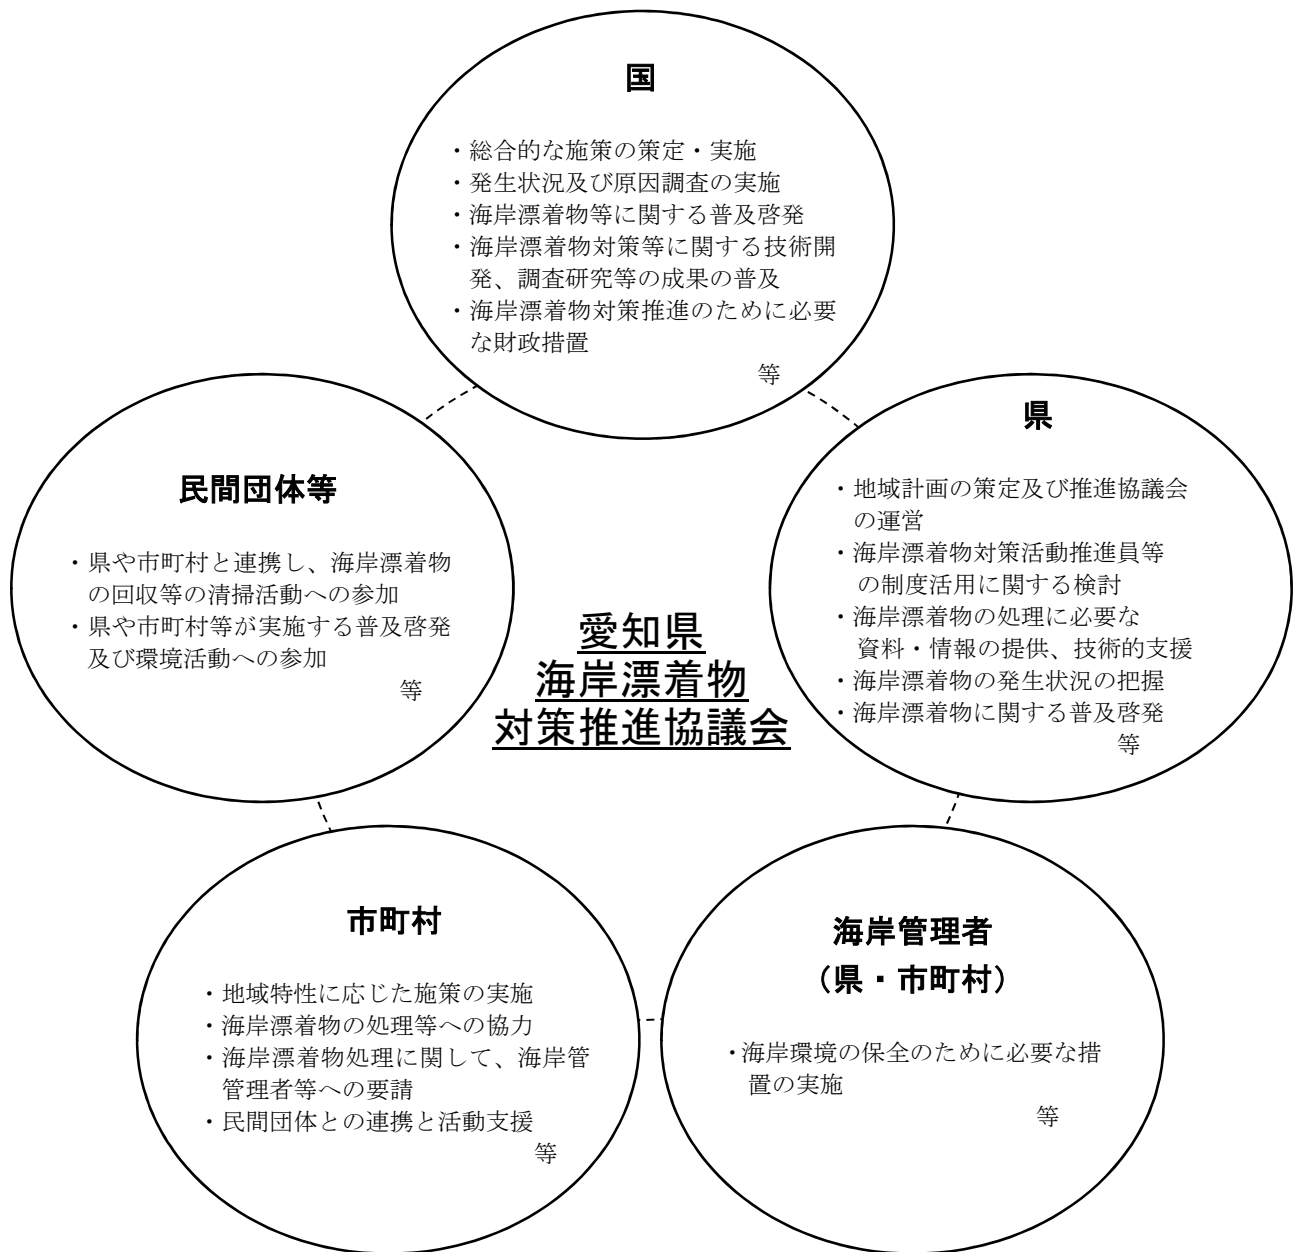 国
・総合的な施策の策定・実施
・発生状況及び原因調査の実施
・海岸漂着物等に関する普及啓発
・海岸漂着物対策等に関する技術開
発、調査研究等の成果の普及
・海岸漂着物対策推進のために必要
な財政措置
等
県
・地域計画の策定及び推進協議会
の運営
・海岸漂着物対策活動推進員等
の制度活用に関する検討
・海岸漂着物の処理に必要な
資料・情報の提供、技術的支援
・海岸漂着物の発生状況の把握
・海岸漂着物に関する普及啓発
等
民間団体等
・県や市町村と連携し、海岸漂着物
の回収等の清掃活動への参加
・県や市町村等が実施する普及啓発
及び環境活動への参加
等
愛知県
海岸漂着物
対策推進協議会
市町村
・地域特性に応じた施策の実施
・海岸漂着物の処理等への協力
・海岸漂着物処理に関して、海岸管
管理者等への要請
・民間団体との連携と活動支援
等
海岸管理者
（県・市町村）
・海岸環境の保全のために必要な措
置の実施
等